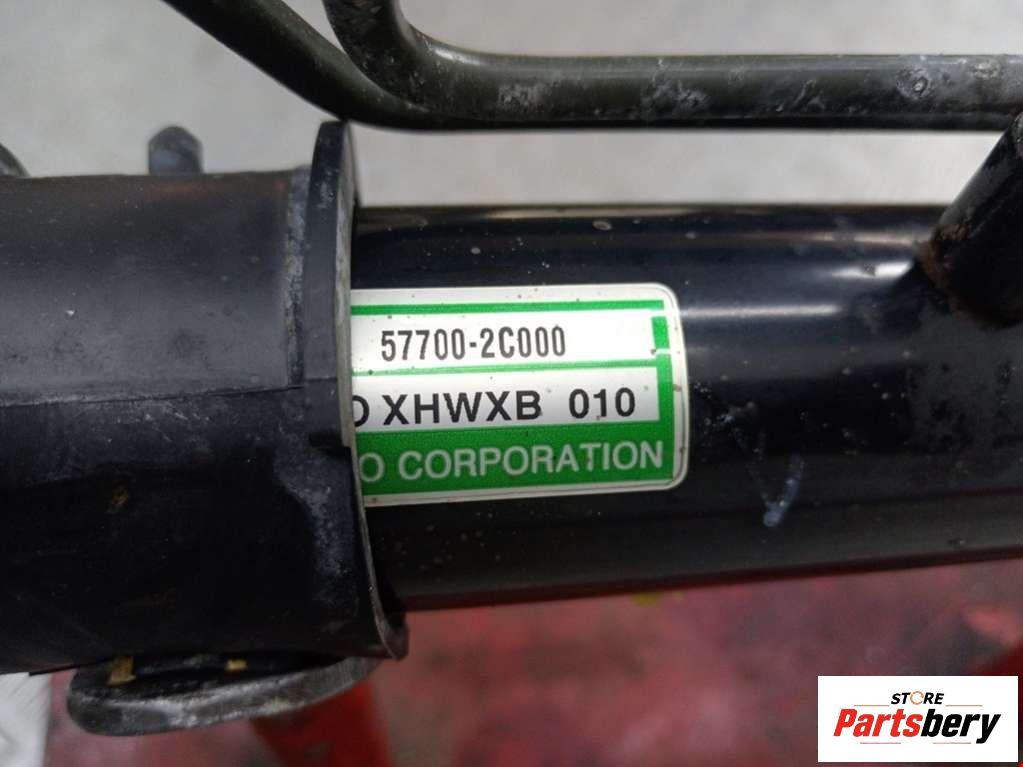 57700-2C000
O XHWXB 010
O CORPORATION
STORE
Partsbery